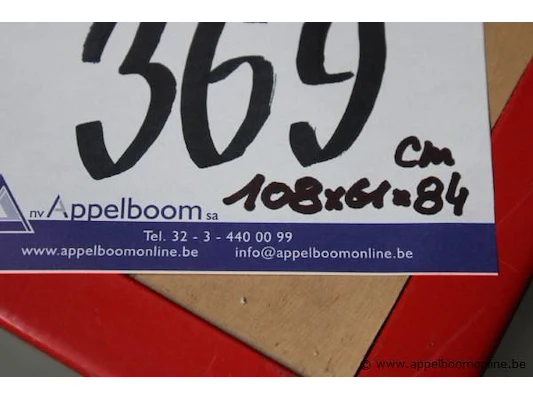 369
cm
nv Appelboom sa 108x61x84
Tel. 32 - 3 - 440 00 99
www.appelboomonline.be info@appelboomonline.be
© www.appelboomonline.be